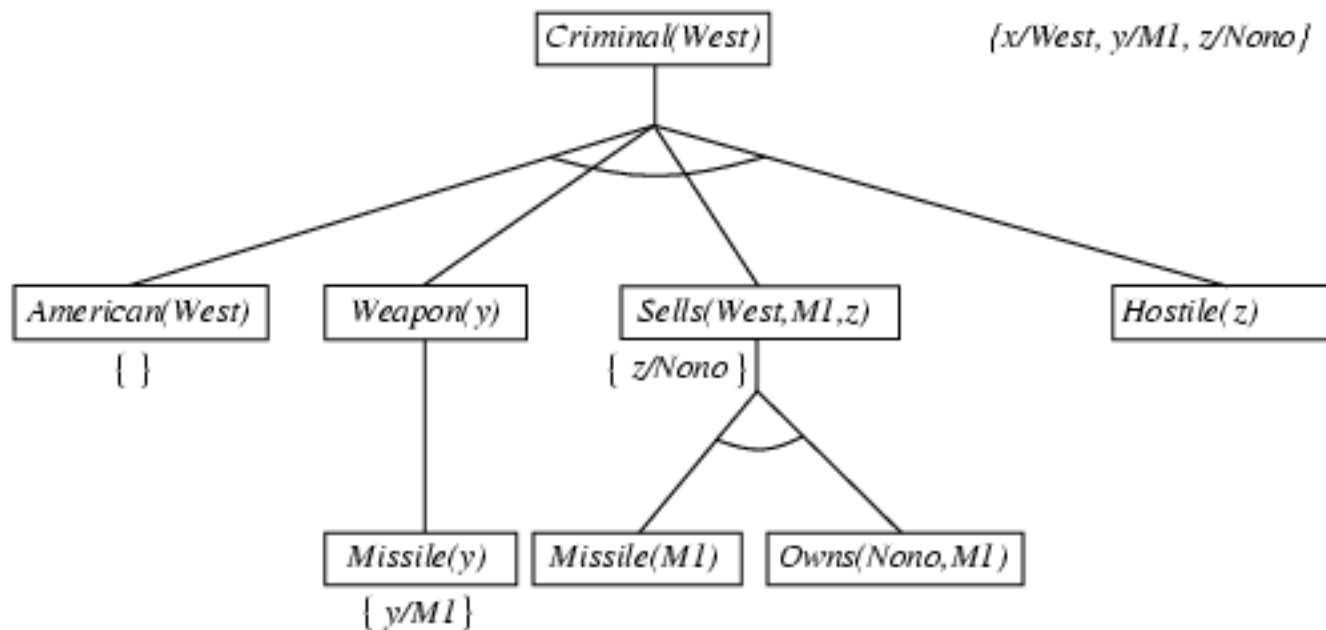 Criminal(West)
{x/West, y/M1, z/Nono}
American(West)
Weapon(y)
Sells(West,M1,z)
Hostile(z)
{ }
{ z/Nono }
Missile(y)
Missile(M1)
Owns(Nono,M1)
{ y/M1 }